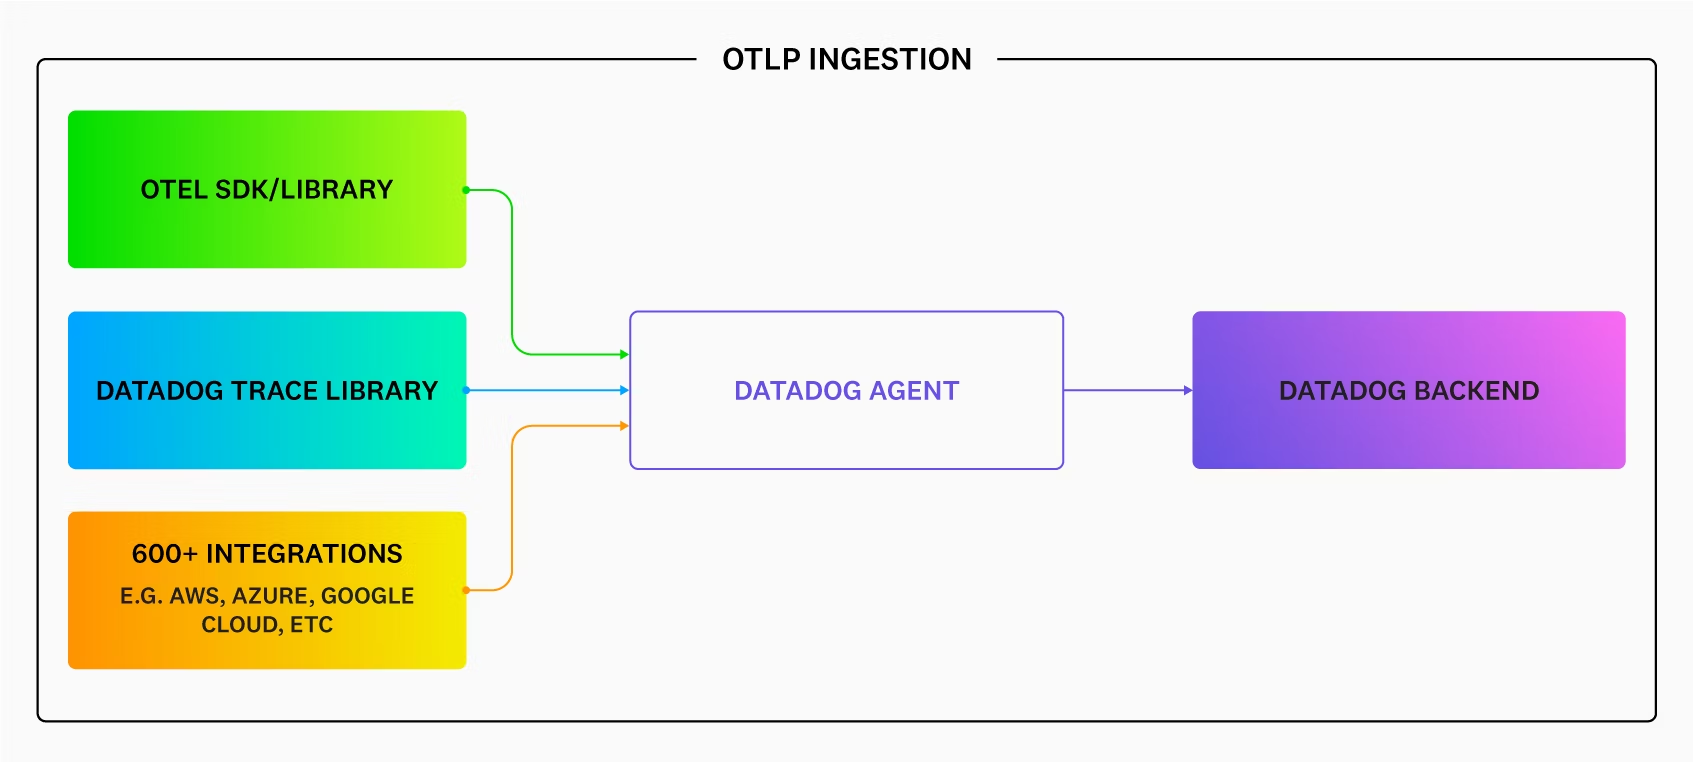 OTLP INGESTION
OTEL SDK/LIBRARY
DATADOG TRACE LIBRARY
DATADOG AGENT
DATADOG BACKEND
600+ INTEGRATIONS
E.G. AWS, AZURE, GOOGLE
CLOUD, ETC